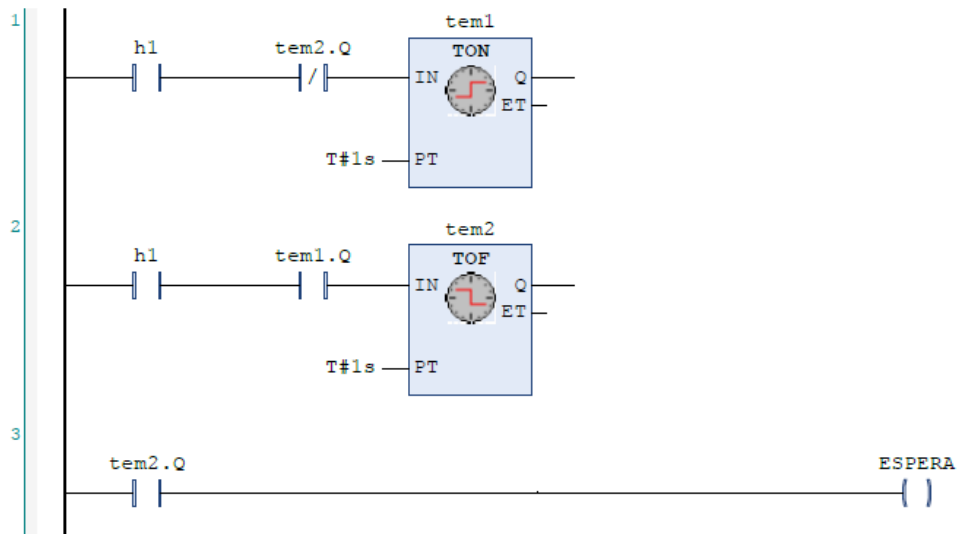 1
tem1
h1 tem2.Q TON
/ IN Q
ET
T#1s PT
2
tem2
h1 tem1.Q TOF
IN Q
ET
T#1s PT
3
tem2.Q ESPERA